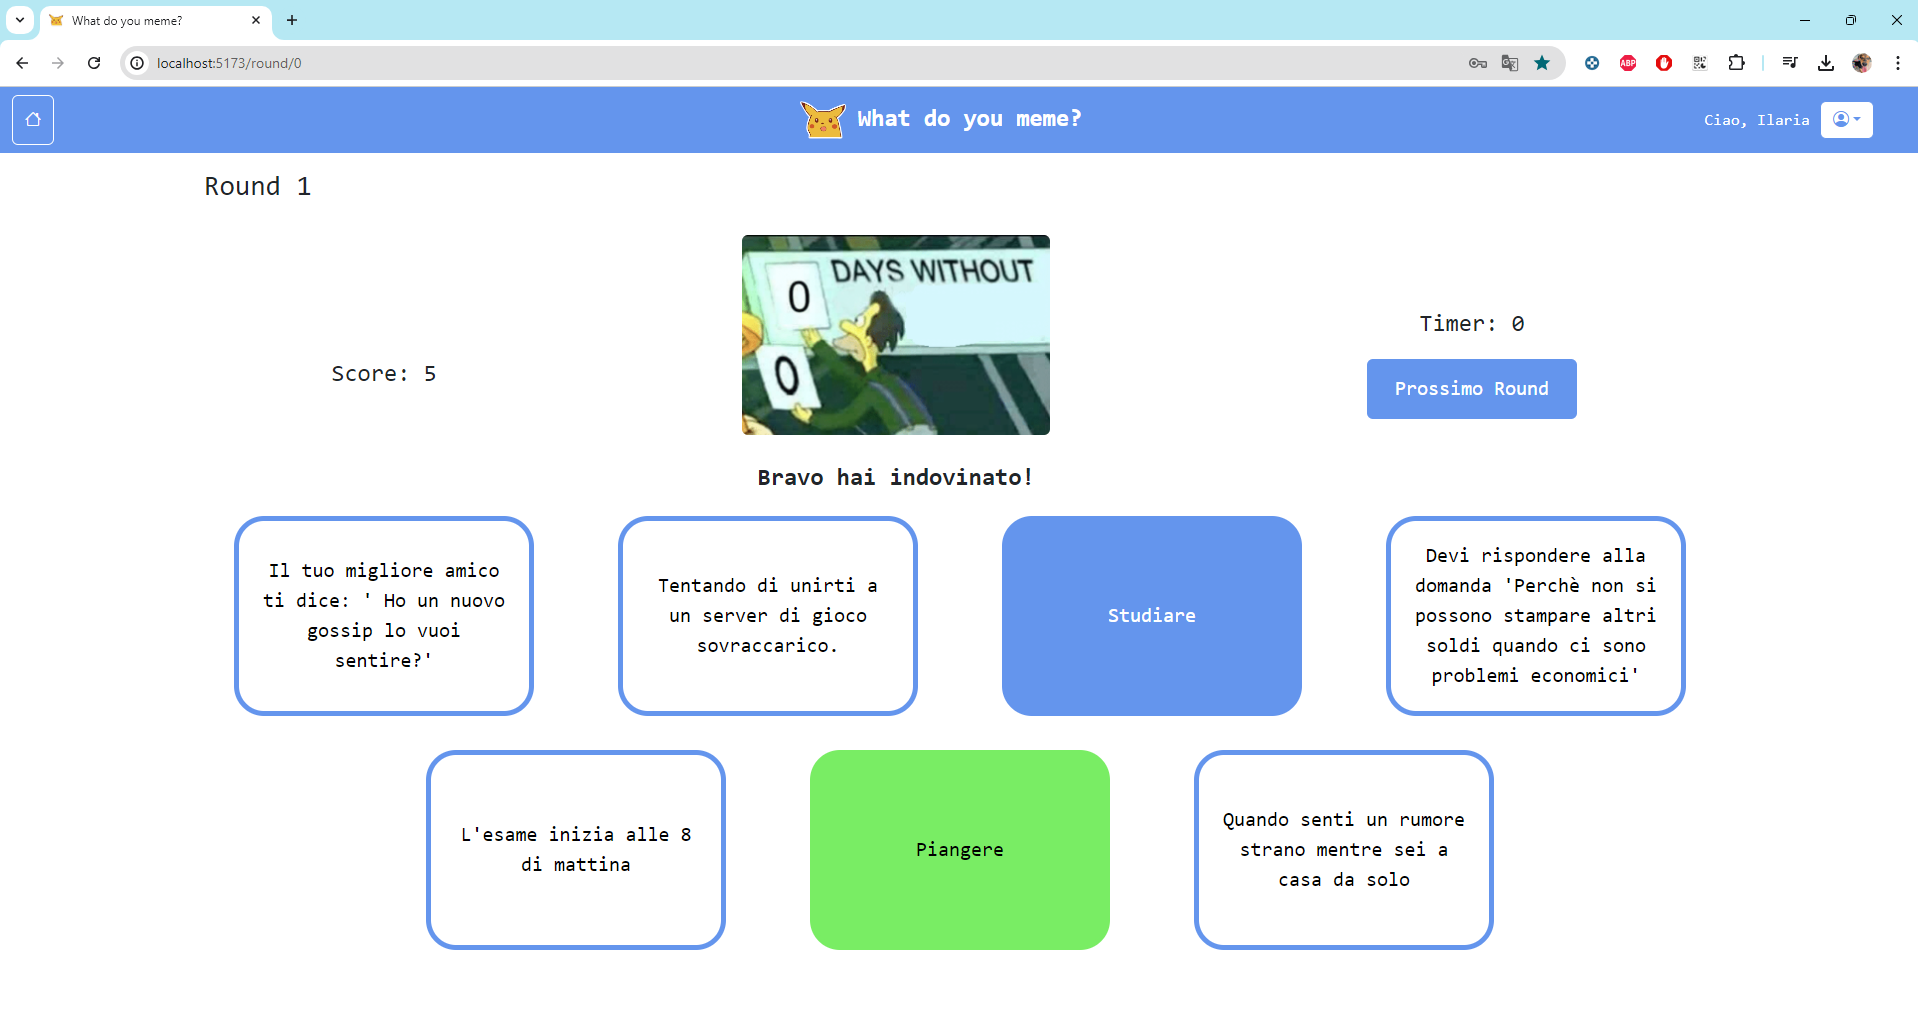 What do you meme?
localhost:5173/round/0
ABP
What do you meme?
Ciao, Ilaria
Round 1
0 DAYS WITHOUT
0
Timer: 0
Score: 5
Prossimo Round
Bravo hai indovinato!
Il tuo migliore amico
ti dice: ' Ho un nuovo
gossip lo vuoi
sentire?'
Tentando di unirti a
un server di gioco
sovraccarico.
Studiare
Devi rispondere alla
domanda 'Perchè non si
possono stampare altri
soldi quando ci sono
problemi economici'
L'esame inizia alle 8
di mattina
Piangere
Quando senti un rumore
strano mentre sei a
casa da solo